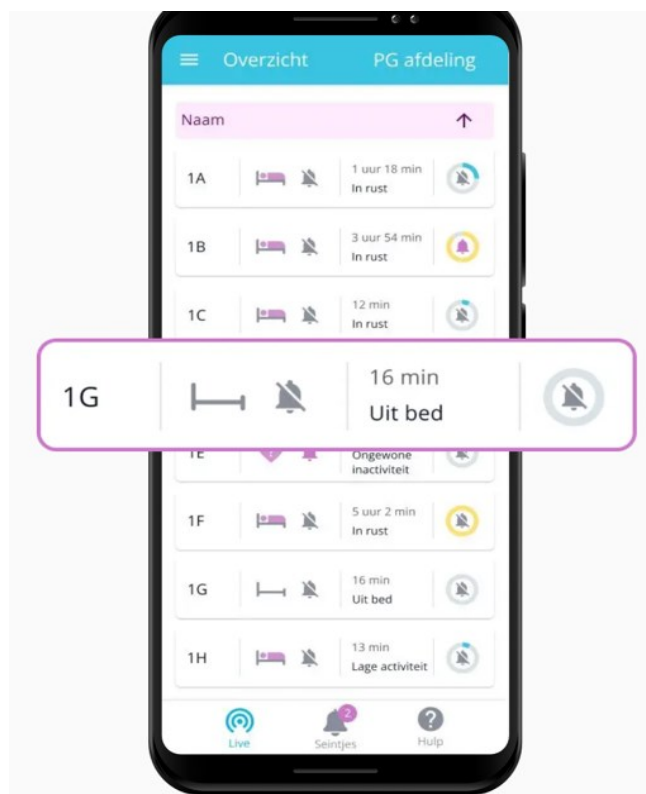 Overzicht PG afdeling
Naam
1A 1 uur 18 min
In rust
1B 3 uur 54 min
In rust
1C 12 min
In rust
1G 16 min
Uit bed
1E Ongewone
inactiviteit
1F 5 uur 2 min
In rust
1G 16 min
Uit bed
1H 13 min
Lage activiteit
2
Live Seintjes Hulp